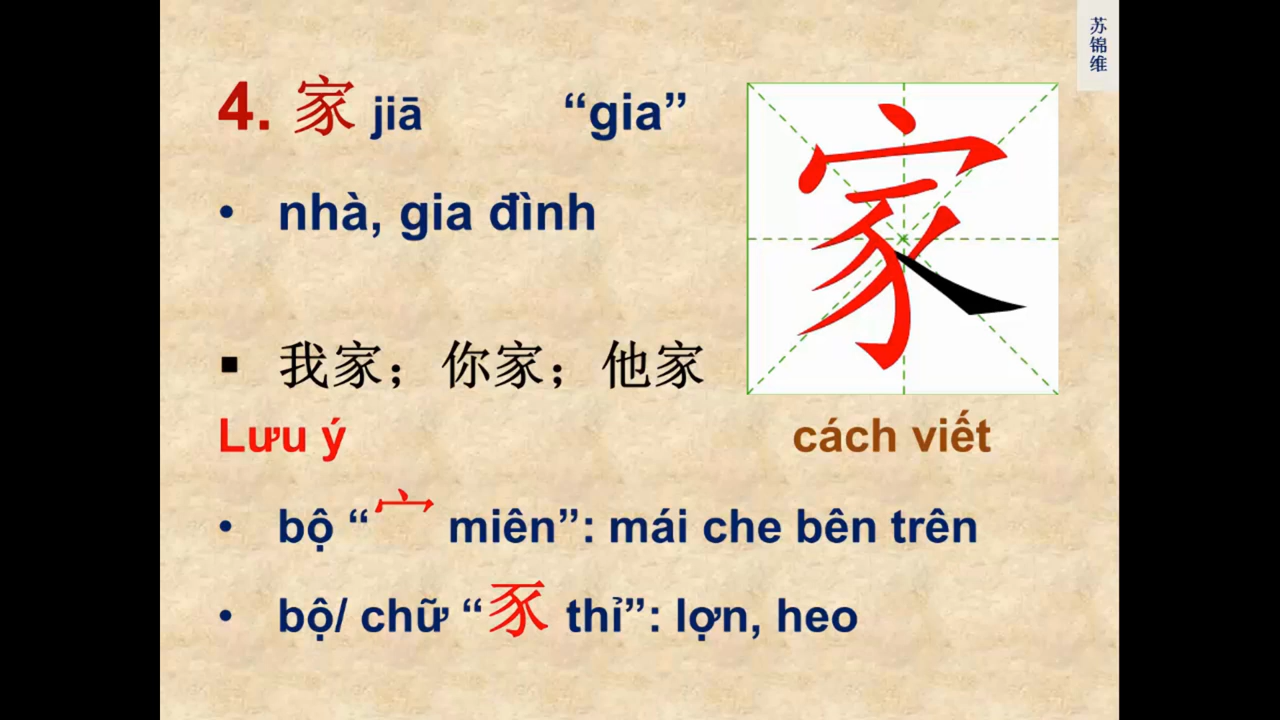 苏锦维
4. 家 jiā “gia”
家
• nhà, gia đình
▪ 我家；你家；他家
Lưu ý
cách viết
• bộ “宀 miên”: mái che bên trên
• bộ/ chữ “豕 thỉ”: lợn, heo